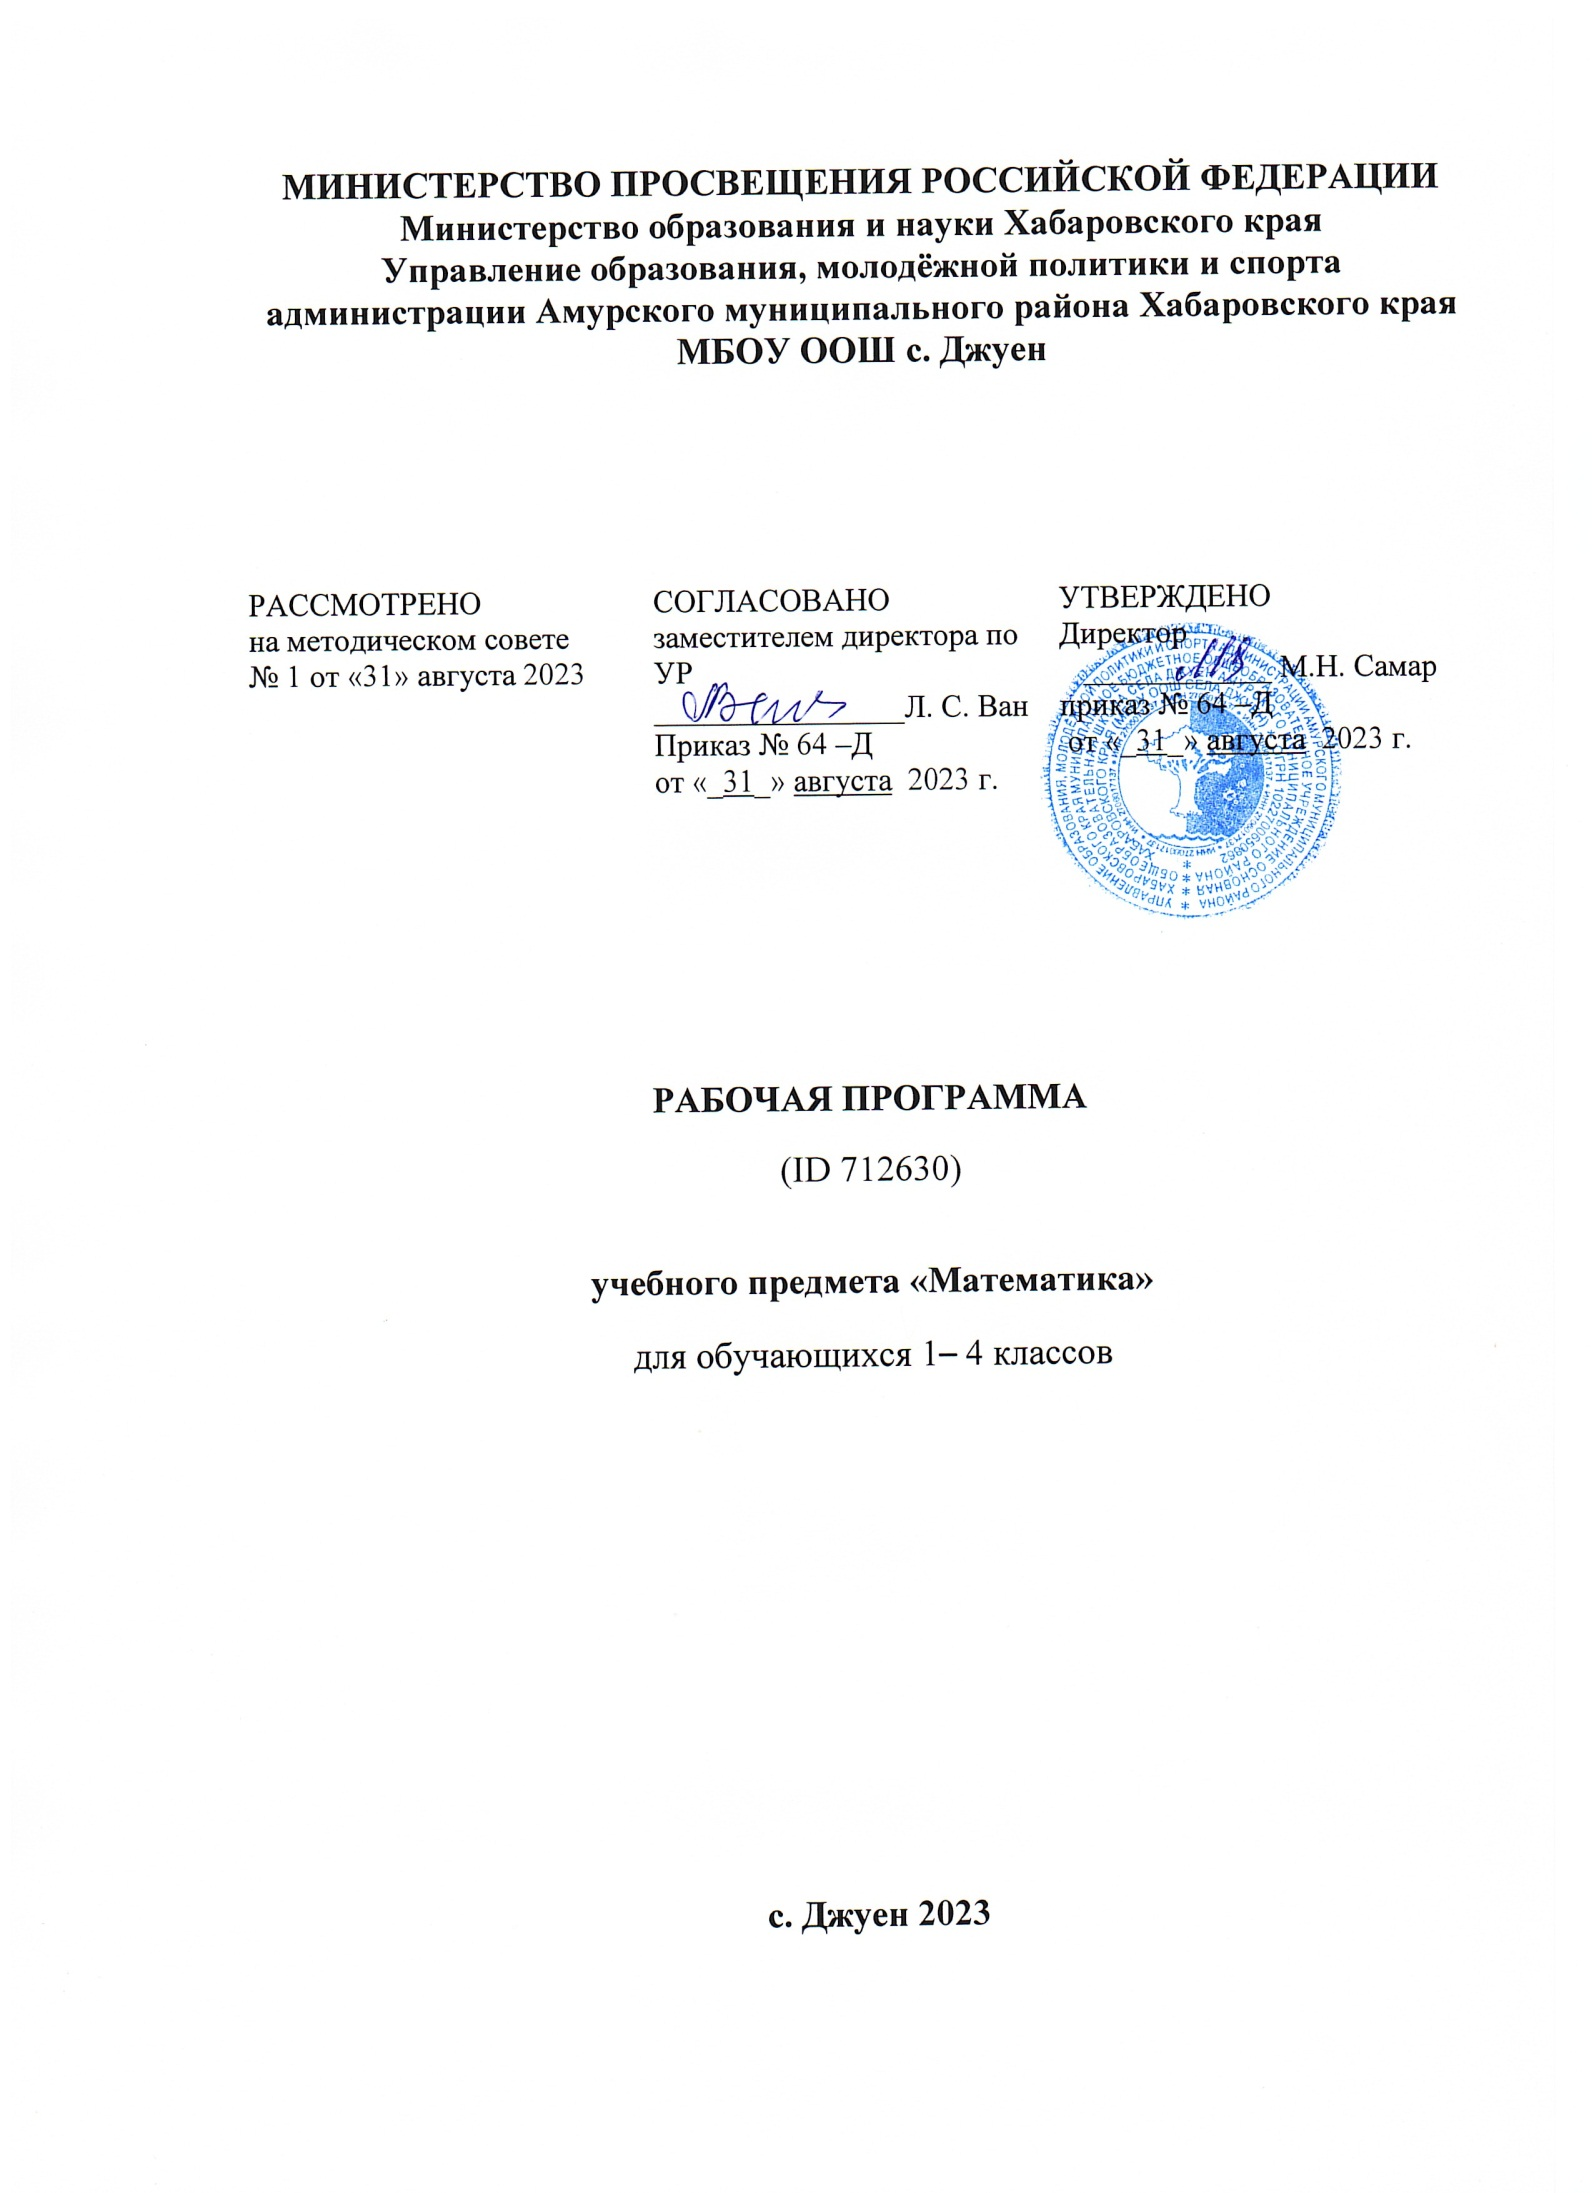 МИНИСТЕРСТВО ПРОСВЕЩЕНИЯ РОССИЙСКОЙ ФЕДЕРАЦИИ
Министерство образования и науки Хабаровского края
Управление образования, молодёжной политики и спорта
администрации Амурского муниципального района Хабаровского края
МБОУ ООШ с. Джуен
РАССМОТРЕНО
на методическом совете
№ 1 от «31» августа 2023
СОГЛАСОВАНО
заместителем директора по
УР
Л. С. Ван
Приказ № 64 –Д
от «_31_» августа 2023 г.
УТВЕРЖДЕНО
Директор
М.Н. Самар
приказ № 64 –Д
от «_31_» августа 2023 г.
РАБОЧАЯ ПРОГРАММА
(ID 712630)
учебного предмета «Математика»
для обучающихся 1– 4 классов
с. Джуен 2023